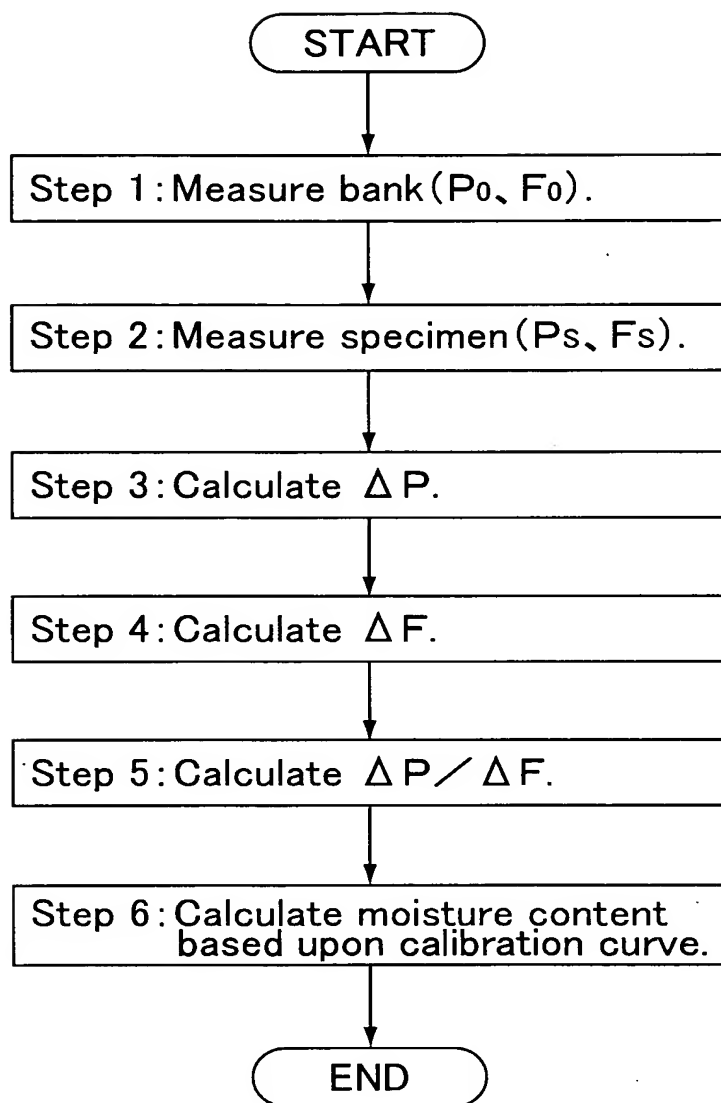 START
Step 1:Measure bank(P0、F0).
Step 2:Measure specimen(Ps、Fs).
Step 3:Calculate ΔP.
Step 4:Calculate ΔF.
Step 5:Calculate ΔP／ΔF.
Step 6:Calculate moisture content
based upon calibration curve.
END